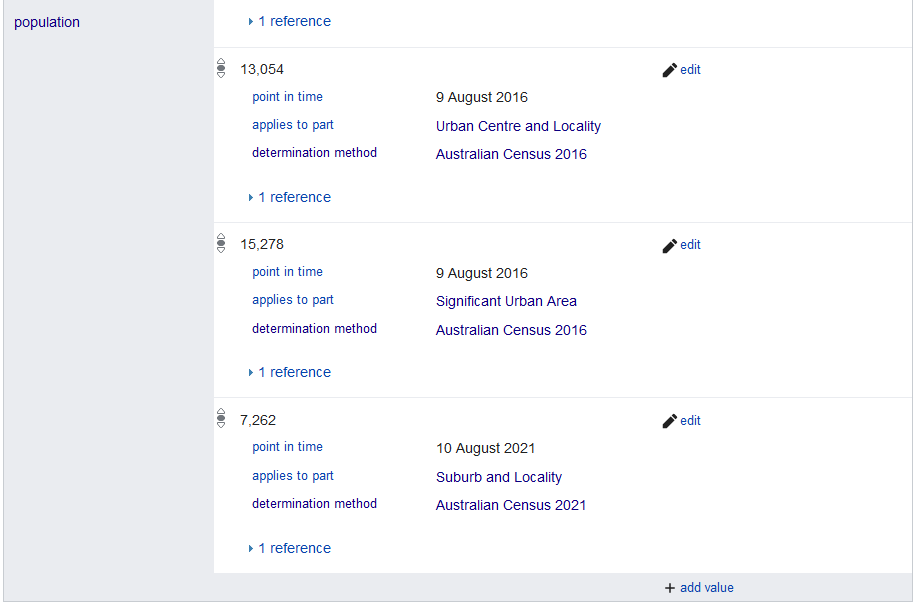 population
1 reference
13,054
edit
point in time 9 August 2016
applies to part Urban Centre and Locality
determination method Australian Census 2016
1 reference
15,278
edit
point in time 9 August 2016
applies to part Significant Urban Area
determination method Australian Census 2016
1 reference
7,262
edit
point in time 10 August 2021
applies to part Suburb and Locality
determination method Australian Census 2021
1 reference
+ add value